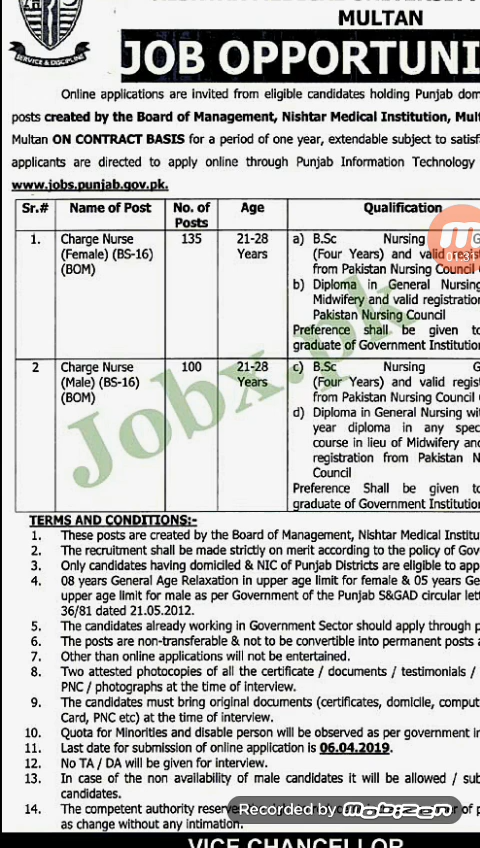 MULTAN
SERVICE & DISCIPLINE
JOB OPPORTUNI
Online applications are invited from eligible candidates holding Punjab dom
posts created by the Board of Management, Nishtar Medical Institution, Mul
Multan ON CONTRACT BASIS for a period of one year, extendable subject to satisf
applicants are directed to apply online through Punjab Information Technology
www.jobs.punjab.gov.pk.
Sr.# Name of Post No. of Posts Age Qualification
1. Charge Nurse 135 21-28 a) B.Sc Nursing G
(Female) (BS-16) Years (Four Years) and valid regist
(BOM) from Pakistan Nursing Council
01:31
b) Diploma in General Nursing
Midwifery and valid registration
Pakistan Nursing Council
Preference shall be given to
graduate of Government Institution
2 Charge Nurse 100 21-28 c) B.Sc Nursing G
(Male) (BS-16) Years (Four Years) and valid regis
(BOM) from Pakistan Nursing Council
d) Diploma in General Nursing wi
year diploma in any spec
course in lieu of Midwifery and
registration from Pakistan N
Council
Preference Shall be given to
graduate of Government Institution
Jobx.pk
TERMS AND CONDITIONS:-
1. These posts are created by the Board of Management, Nishtar Medical Institu
2. The recruitment shall be made strictly on merit according to the policy of Gov
3. Only candidates having domiciled & NIC of Punjab Districts are eligible to app
4. 08 years General Age Relaxation in upper age limit for female & 05 years Ge
upper age limit for male as per Government of the Punjab S&GAD circular let
36/81 dated 21.05.2012.
5. The candidates already working in Government Sector should apply through p
6. The posts are non-transferable & not to be convertible into permanent posts a
7. Other than online applications will not be entertained.
8. Two attested photocopies of all the certificate / documents / testimonials /
PNC / photographs at the time of interview.
9. The candidates must bring original documents (certificates, domicile, comput
Card, PNC etc) at the time of interview.
10. Quota for Minorities and disable person will be observed as per government in
11. Last date for submission of online application is 06.04.2019.
12. No TA / DA will be given for interview.
13. In case of the non availability of male candidates it will be allowed / sub
candidates.
14. The competent authority reserve of p
as change without any intimation.
Recorded by mobizen
VICE CHANCELLOR